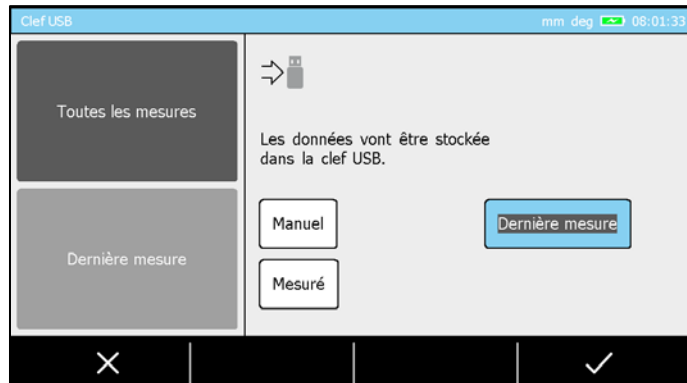 Clef USB
mm deg 08:01:33
Toutes les mesures
Les données vont être stockée
dans la clef USB.
Manuel
Dernière mesure
Dernière mesure
Mesuré